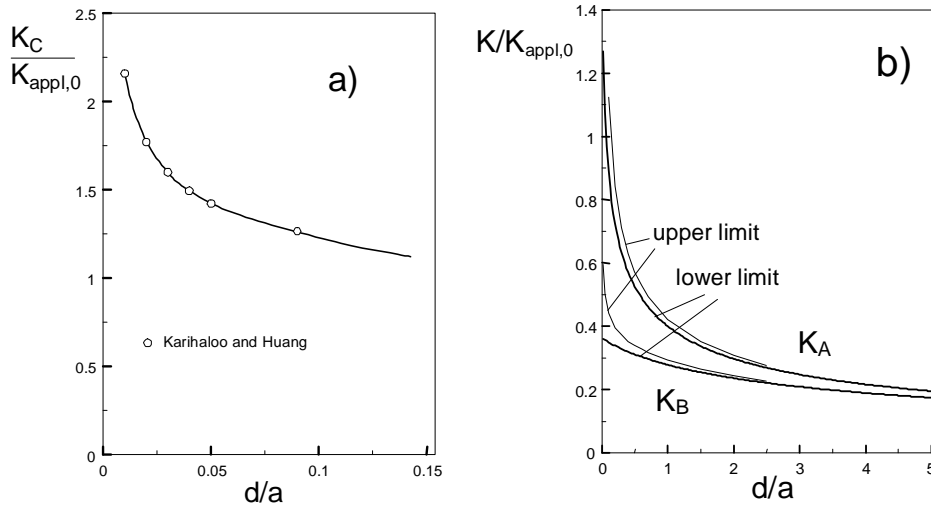 2.5
K_C
K_appl,0
a)
2
1.5
1
0.5
0
Karihaloo and Huang
0 0.05 0.1 0.15
d/a
1.4
K/K_appl,0
b)
1.2
1
0.8
0.6
0.4
0.2
0
upper limit
lower limit
K_A
K_B
0 1 2 3 4 5
d/a